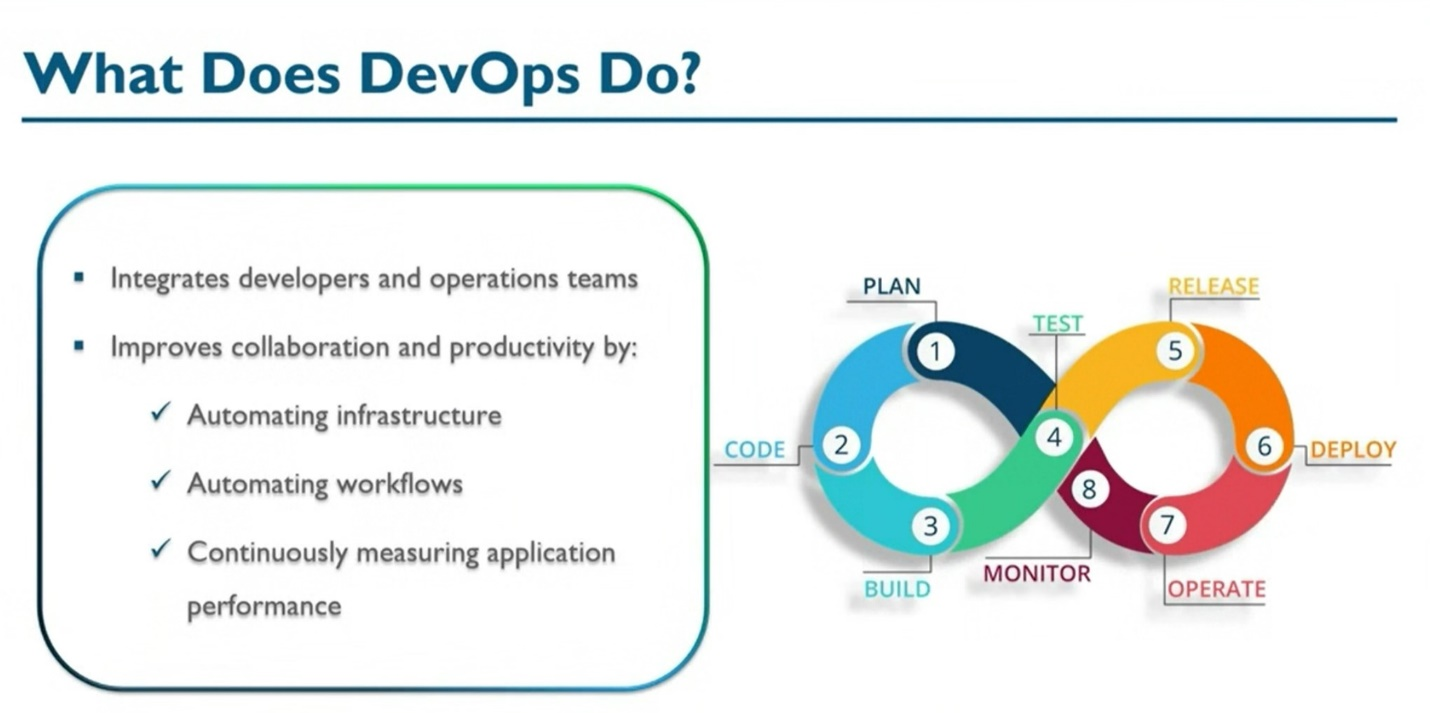 What Does DevOps Do?
▪ Integrates developers and operations teams
▪ Improves collaboration and productivity by:
✓ Automating infrastructure
✓ Automating workflows
✓ Continuously measuring application
performance
PLAN
RELEASE
TEST
1
5
4
CODE
2
6
DEPLOY
8
3
7
MONITOR
BUILD
OPERATE